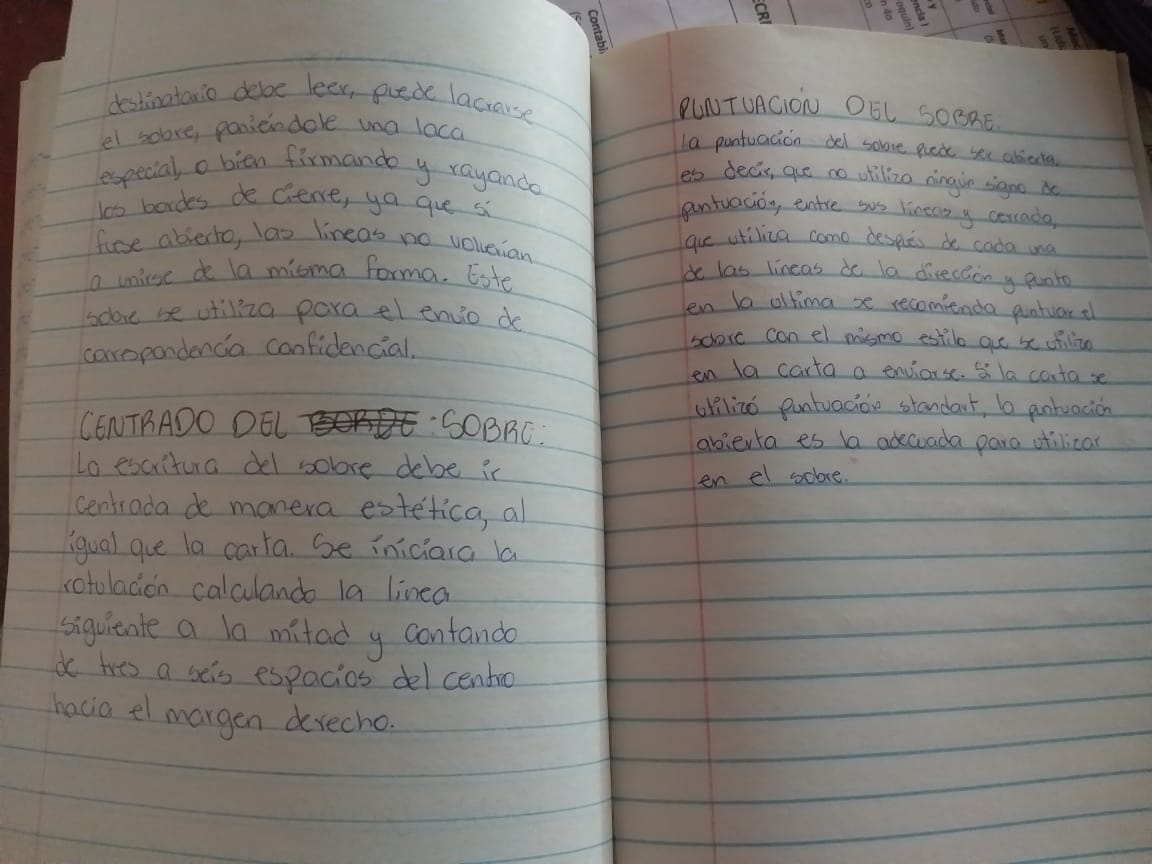 destinatario debe leer, puede lacrarse
el sobre, poniéndole una laca
especial, o bien firmando y rayando
los bordes de cierre, ya que si
fuse abierto, las líneas no volverían
a unirse de la misma forma. Este
sobre se utiliza para el envío de
correspondencia confidencial.
CENTRADO DEL BORDE : SOBRE:
La escritura del sobre debe ir
centrada de manera estética, al
igual que la carta. Se iniciara la
rotulación calculando la línea
siguiente a la mitad y contando
de tres a seis espacios del centro
hacia el margen derecho.
PUNTUACIÓN DEL SOBRE.
La puntuación del sobre puede ser abierta,
es decir, que no utiliza ningún signo de
puntuación, entre sus líneas y cerrada,
que utiliza como después de cada una
de las líneas de la dirección y punto
en la ultima se recomienda puntuar el
sobre con el mismo estilo que se utilizo
en la carta a enviarse. Si la carta se
utilizó puntuación standart, la puntuación
abierta es la adecuada para utilizar
en el sobre.
Contabli